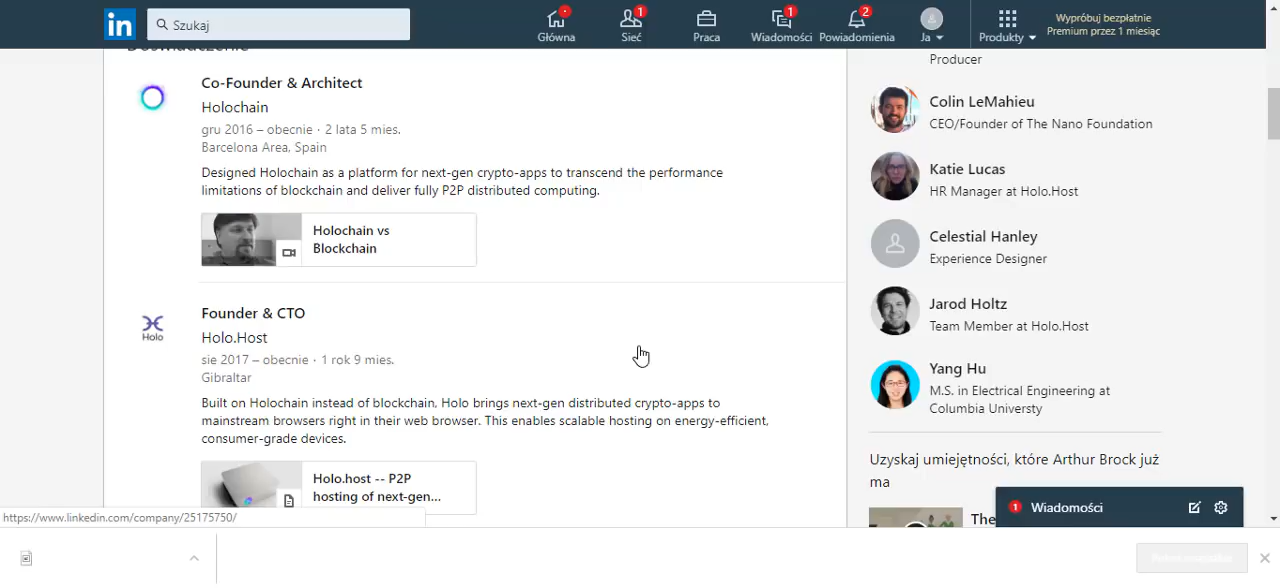 in
Szukaj
Główna
1
Sieć
Praca
1
Wiadomości
2
Powiadomienia
Ja
Produkty
Wypróbuj bezpłatnie
Premium przez 1 miesiąc
Doświadczenie
Co-Founder & Architect
Holochain
gru 2016 – obecnie · 2 lata 5 mies.
Barcelona Area, Spain
Designed Holochain as a platform for next-gen crypto-apps to transcend the performance
limitations of blockchain and deliver fully P2P distributed computing.
Holochain vs
Blockchain
Holo
Founder & CTO
Holo.Host
sie 2017 – obecnie · 1 rok 9 mies.
Gibraltar
Built on Holochain instead of blockchain, Holo brings next-gen distributed crypto-apps to
mainstream browsers right in their web browser. This enables scalable hosting on energy-efficient,
consumer-grade devices.
Holo.host -- P2P
hosting of next-gen...
https://www.linkedin.com/company/25175750/
Producer
Colin LeMahieu
CEO/Founder of The Nano Foundation
Katie Lucas
HR Manager at Holo.Host
Celestial Hanley
Experience Designer
Jarod Holtz
Team Member at Holo.Host
Yang Hu
M.S. in Electrical Engineering at
Columbia Universty
Uzyskaj umiejętności, które Arthur Brock już
ma
The
1
Wiadomości